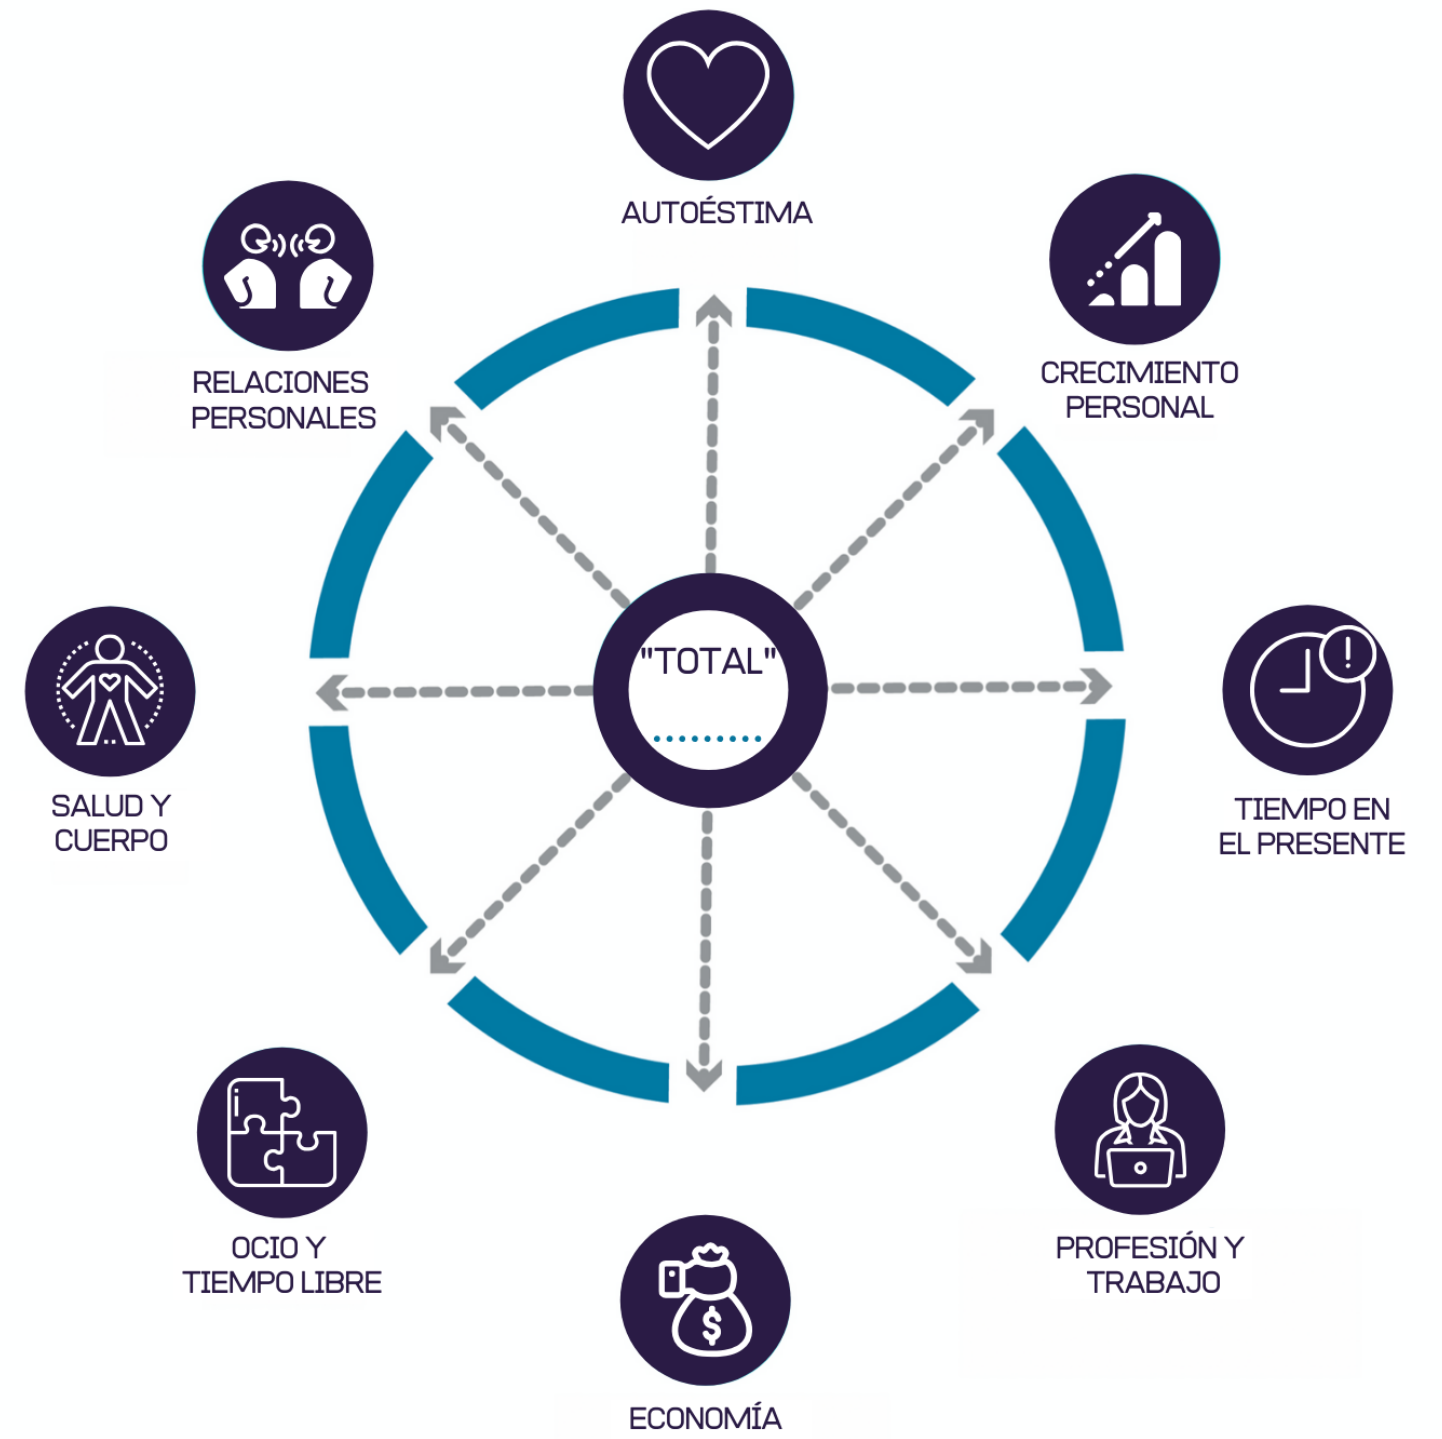 AUTOÉSTIMA
CRECIMIENTO
PERSONAL
TIEMPO EN
EL PRESENTE
PROFESIÓN Y
TRABAJO
ECONOMÍA
OCIO Y
TIEMPO LIBRE
SALUD Y
CUERPO
RELACIONES
PERSONALES
"TOTAL"
.........